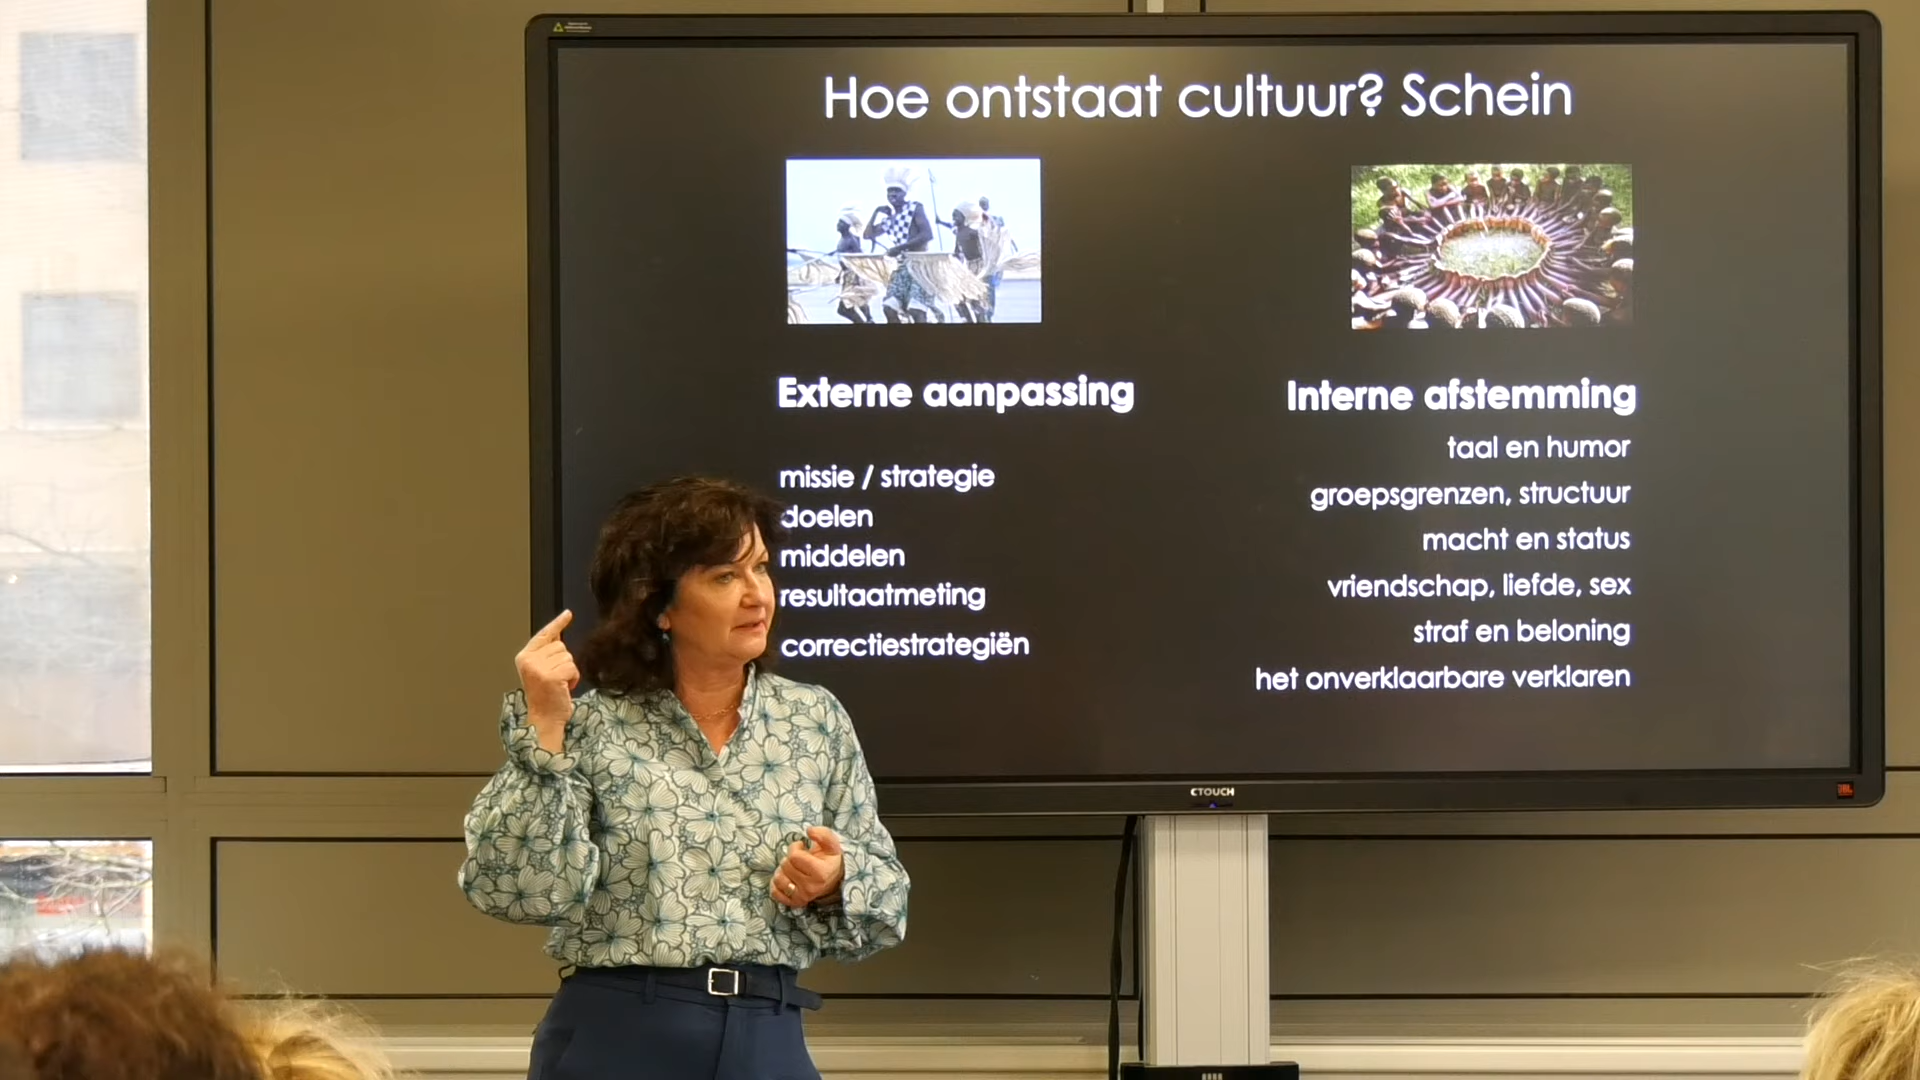 Hoe ontstaat cultuur? Schein
Externe aanpassing
missie / strategie
doelen
middelen
resultaatmeting
correctiestrategiën
Interne afstemming
taal en humor
groepsgrenzen, structuur
macht en status
vriendschap, liefde, sex
straf en beloning
het onverklaarbare verklaren
CTOUCH
JBL